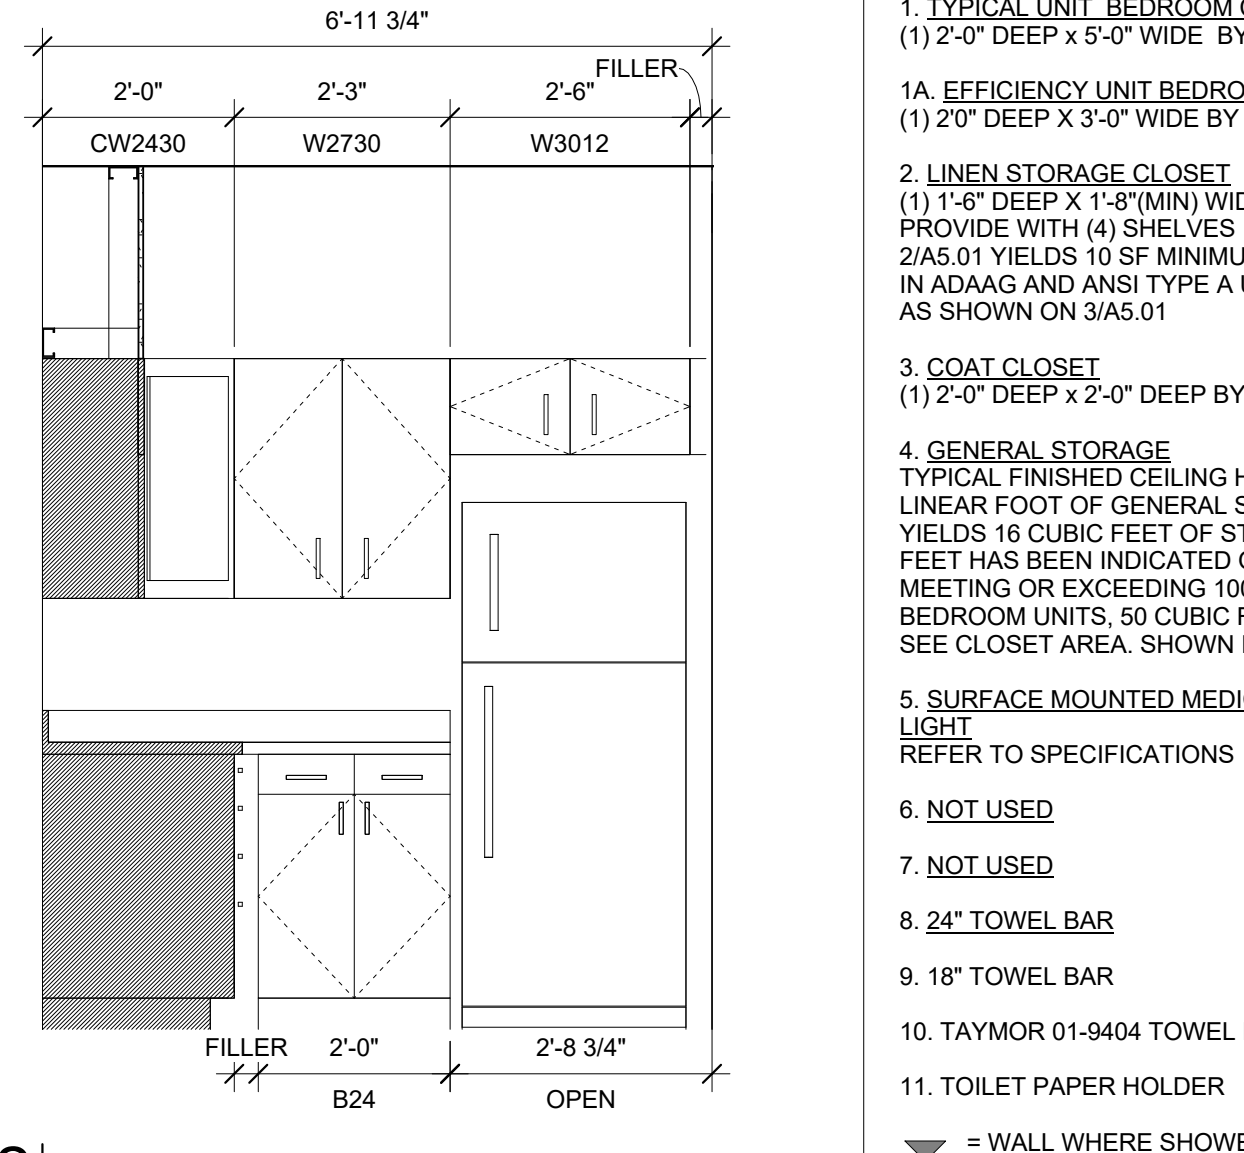 6'-11 3/4"
FILLER
2'-0"
2'-3"
2'-6"
CW2430
W2730
W3012
FILLER
2'-0"
2'-8 3/4"
B24
OPEN
1. TYPICAL UNIT BEDROOM
(1) 2'-0" DEEP x 5'-0" WIDE BY
1A. EFFICIENCY UNIT
(1) 2'0" DEEP X 3'-0" WIDE BY
2. LINEN STORAGE CLOSET
(1) 1'-6" DEEP X 1'-8"(MIN)
PROVIDE WITH (4) SHELVES
2/A5.01 YIELDS 10 SF
IN ADAAG AND ANSI TYPE A
AS SHOWN ON 3/A5.01
3. COAT CLOSET
(1) 2'-0" DEEP x 2'-0" DEEP BY
4. GENERAL STORAGE
TYPICAL FINISHED CEILING
LINEAR FOOT OF GENERAL
YIELDS 16 CUBIC FEET OF
FEET HAS BEEN INDICATED
MEETING OR EXCEEDING
BEDROOM UNITS, 50 CUBIC
SEE CLOSET AREA. SHOWN
5. SURFACE MOUNTED
LIGHT
REFER TO SPECIFICATIONS
6. NOT USED
7. NOT USED
8. 24" TOWEL BAR
9. 18" TOWEL BAR
10. TAYMOR 01-9404 TOWEL
11. TOILET PAPER HOLDER
= WALL WHERE